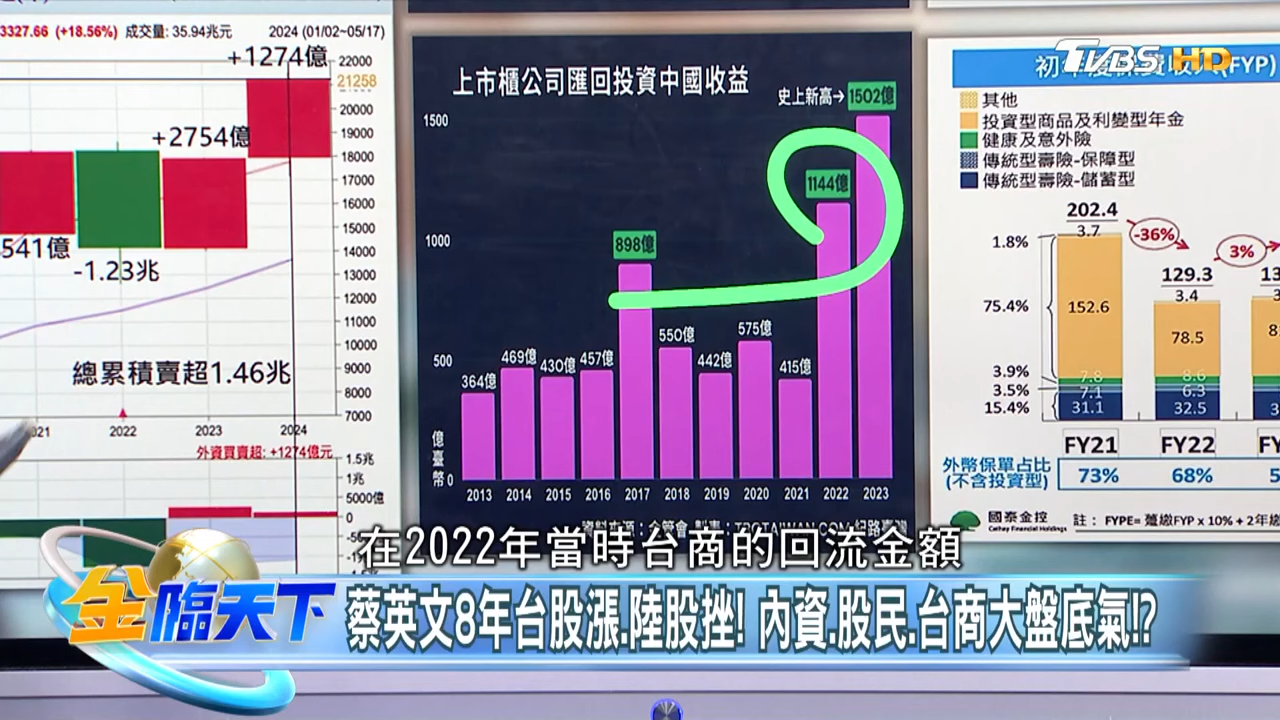 3327.66 (+18.56%) 成交量: 35.94兆元
2024 (01/02~05/17)
+1274億
22000
21258
20000
19000
18000
17000
16000
15000
14000
13000
12000
11000
10000
9000
8000
7000
+2754億
541億
-1.23兆
總累積賣超1.46兆
2022
2023
2024
外資買賣超: +1274億元
1.5兆
1兆
5000億
0
上市櫃公司匯回投資中國收益
史上新高→1502億
1500
1144億
1000
898億
550億
575億
500
469億
430億
457億
442億
415億
364億
億臺幣
0
2013 2014 2015 2016 2017 2018 2019 2020 2021 2022 2023
TVBS HD
(FYP)
其他
投資型商品及利變型年金
健康及意外險
傳統型壽險-保障型
傳統型壽險-儲蓄型
202.4
3.7
-36%
3%
1.8%
129.3
3.4
75.4%
152.6
78.5
3.9%
7.8
8.6
3.5%
7.1
6.3
15.4%
31.1
32.5
FY21
FY22
外幣保單占比
(不含投資型)
73%
68%
國泰金控
Cathay Financial Holdings
註： FYPE= 躉繳FYP x 10% + 2年
在2022年當時台商的回流金額
金臨天下
蔡英文8年台股漲.陸股挫! 內資.股民.台商大盤底氣!?